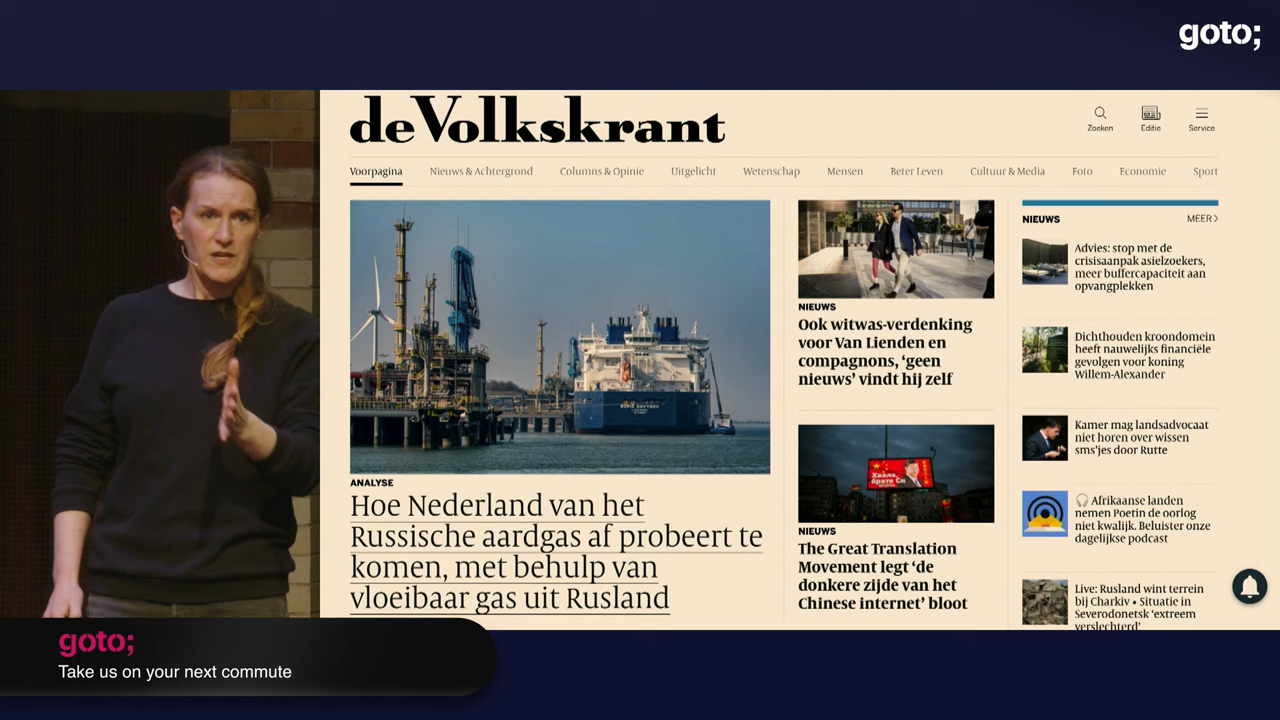 goto;
deVolkskrant
Zoeken
Editie
Service
Voorpagina
Nieuws & Achtergrond
Columns & Opinie
Uitgelicht
Wetenschap
Mensen
Beter Leven
Cultuur & Media
Foto
Economie
Sport
ANALYSE
Hoe Nederland van het
Russische aardgas af probeert te
komen, met behulp van
vloeibaar gas uit Rusland
NIEUWS
Ook witwas-verdenking
voor Van Lienden en
compagnons, ‘geen
nieuws’ vindt hij zelf
Хвала,
брате Си
NIEUWS
The Great Translation
Movement legt ‘de
donkere zijde van het
Chinese internet’ bloot
NIEUWS
MEER
Advies: stop met de
crisisaanpak asielzoekers,
meer buffercapaciteit aan
opvangplekken
Dichthouden kroondomein
heeft nauwelijks financiële
gevolgen voor koning
Willem-Alexander
Kamer mag landsadvocaat
niet horen over wissen
sms’jes door Rutte
Afrikaanse landen
nemen Poetin de oorlog
niet kwalijk. Beluister onze
dagelijkse podcast
Live: Rusland wint terrein
bij Charkiv • Situatie in
Severodonetsk ‘extreem
verslechterd’
goto;
Take us on your next commute